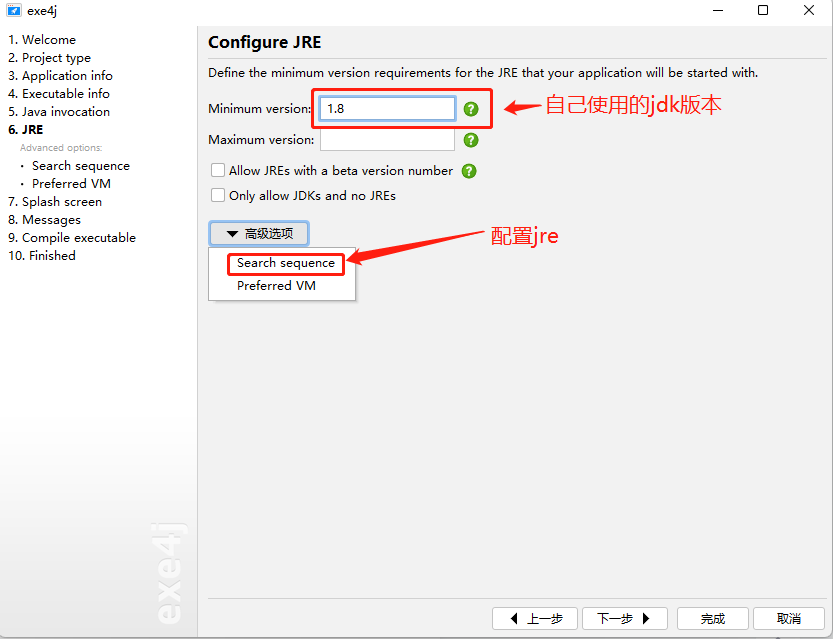 exe4j
1. Welcome
2. Project type
3. Application info
4. Executable info
5. Java invocation
6. JRE
Advanced options:
· Search sequence
· Preferred VM
7. Splash screen
8. Messages
9. Compile executable
10. Finished
exe4j
Configure JRE
Define the minimum version requirements for the JRE that your application will be started with.
Minimum version: 1.8 ? 自己使用的jdk版本
Maximum version: ?
Allow JREs with a beta version number ?
Only allow JDKs and no JREs
高级选项
配置jre
Search sequence
Preferred VM
上一步 下一步 完成 取消